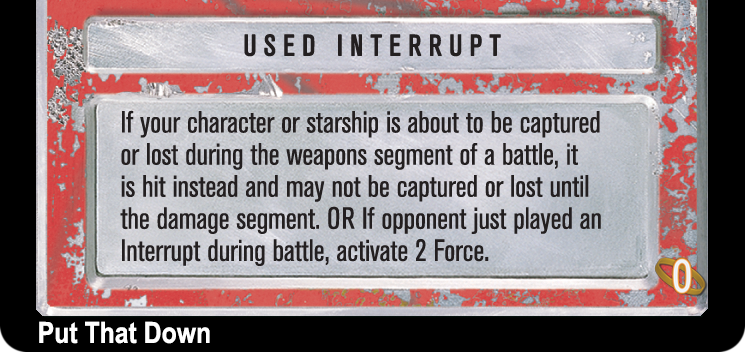 USED INTERRUPT
If your character or starship is about to be captured
or lost during the weapons segment of a battle, it
is hit instead and may not be captured or lost until
the damage segment. OR If opponent just played an
Interrupt during battle, activate 2 Force.
0
Put That Down